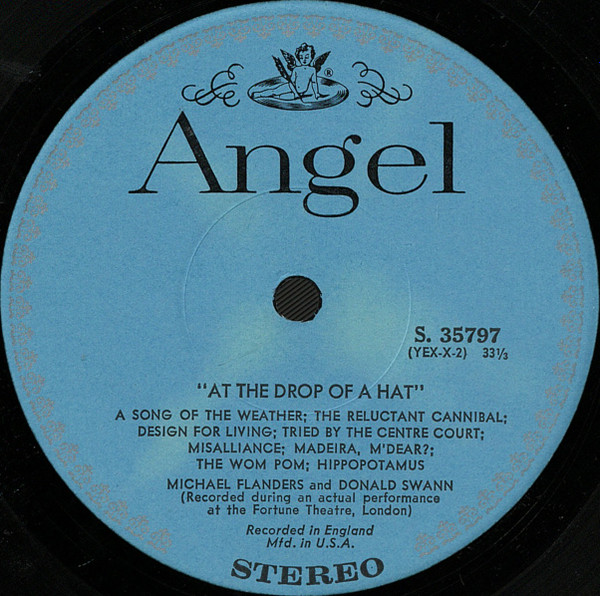 ®
Angel
S. 35797
(YEX-X-2) 33⅓
"AT THE DROP OF A HAT"
A SONG OF THE WEATHER; THE RELUCTANT CANNIBAL;
DESIGN FOR LIVING; TRIED BY THE CENTRE COURT;
MISALLIANCE; MADEIRA, M'DEAR?;
THE WOM POM; HIPPOPOTAMUS
MICHAEL FLANDERS and DONALD SWANN
(Recorded during an actual performance
at the Fortune Theatre, London)
Recorded in England
Mfd. in U.S.A.
STEREO